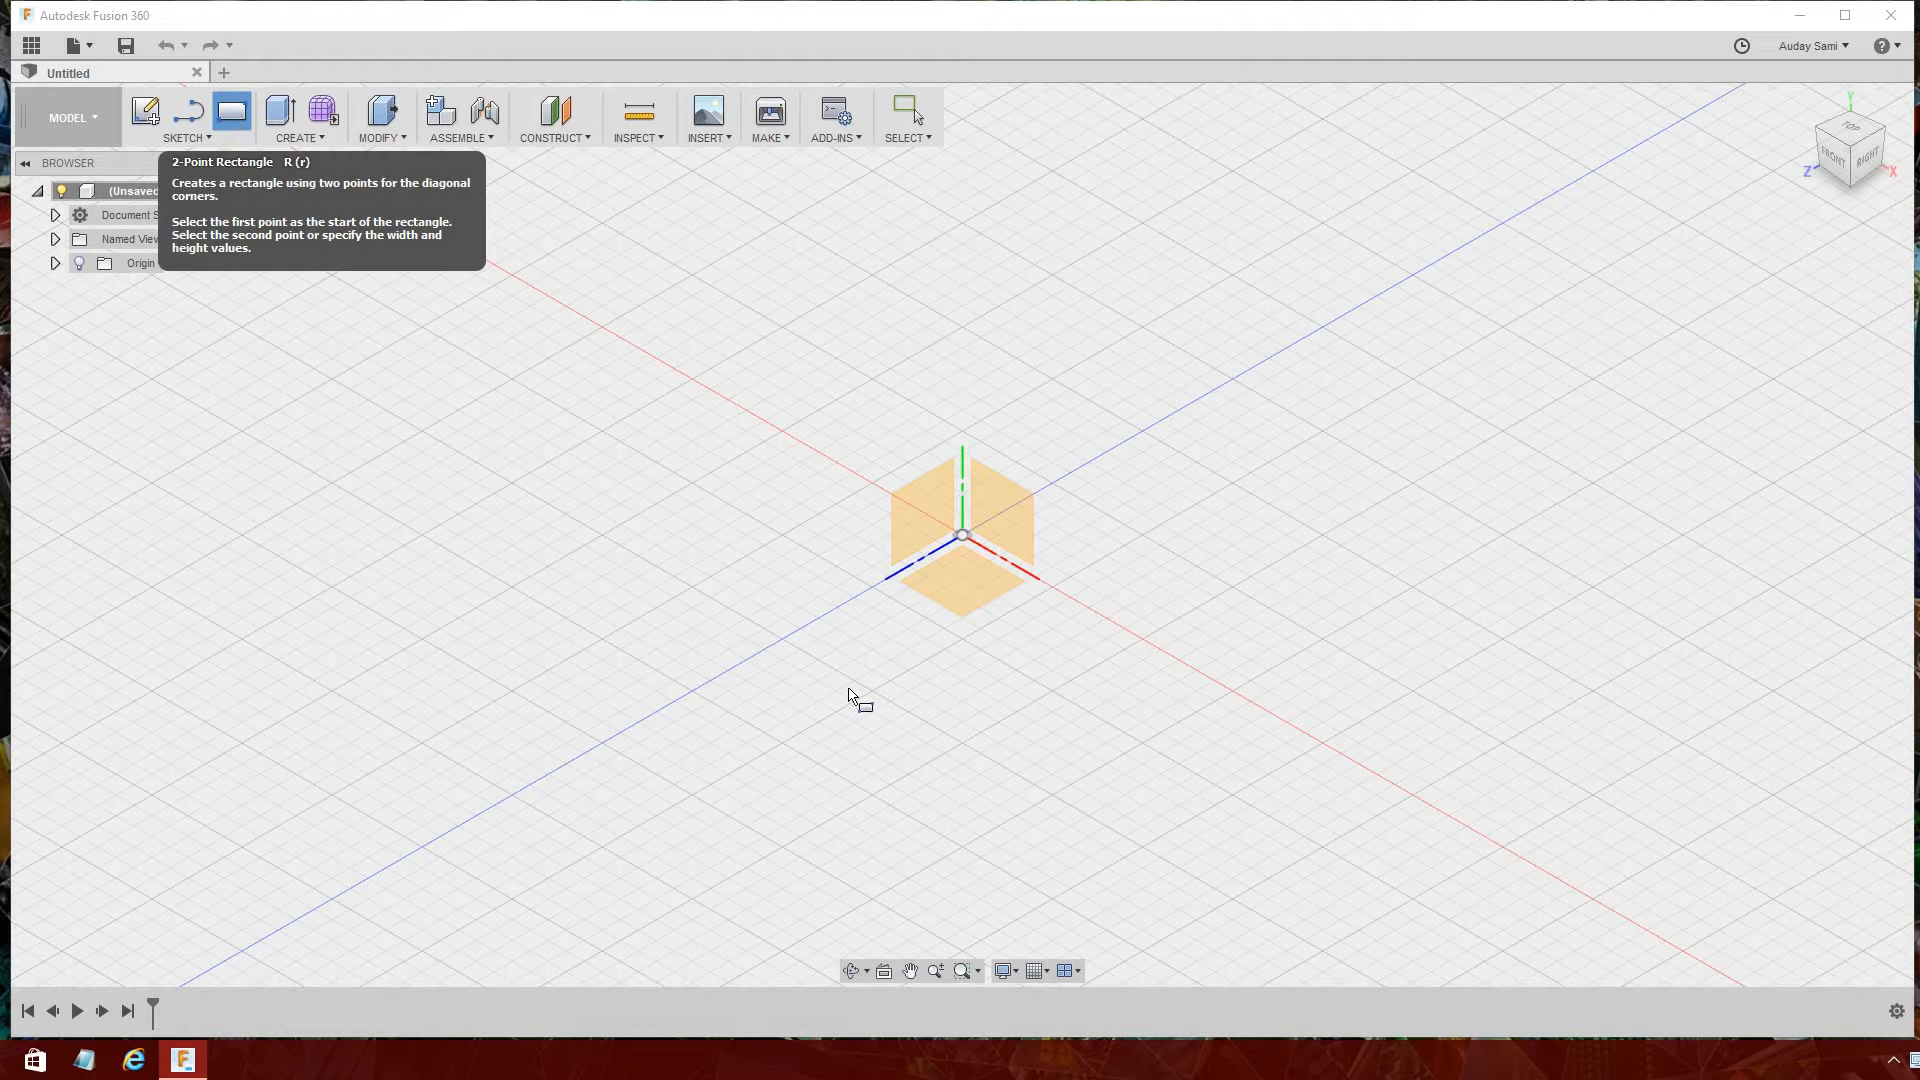 Autodesk Fusion 360
Auday Sami
Untitled
MODEL
SKETCH
CREATE
MODIFY
ASSEMBLE
CONSTRUCT
INSPECT
INSERT
MAKE
ADD-INS
SELECT
BROWSER
(Unsaved
Document S
Named View
Origin
2-Point Rectangle R (r)
Creates a rectangle using two points for the diagonal
corners.
Select the first point as the start of the rectangle.
Select the second point or specify the width and
height values.
Y
TOP
FRONT
RIGHT
Z
X